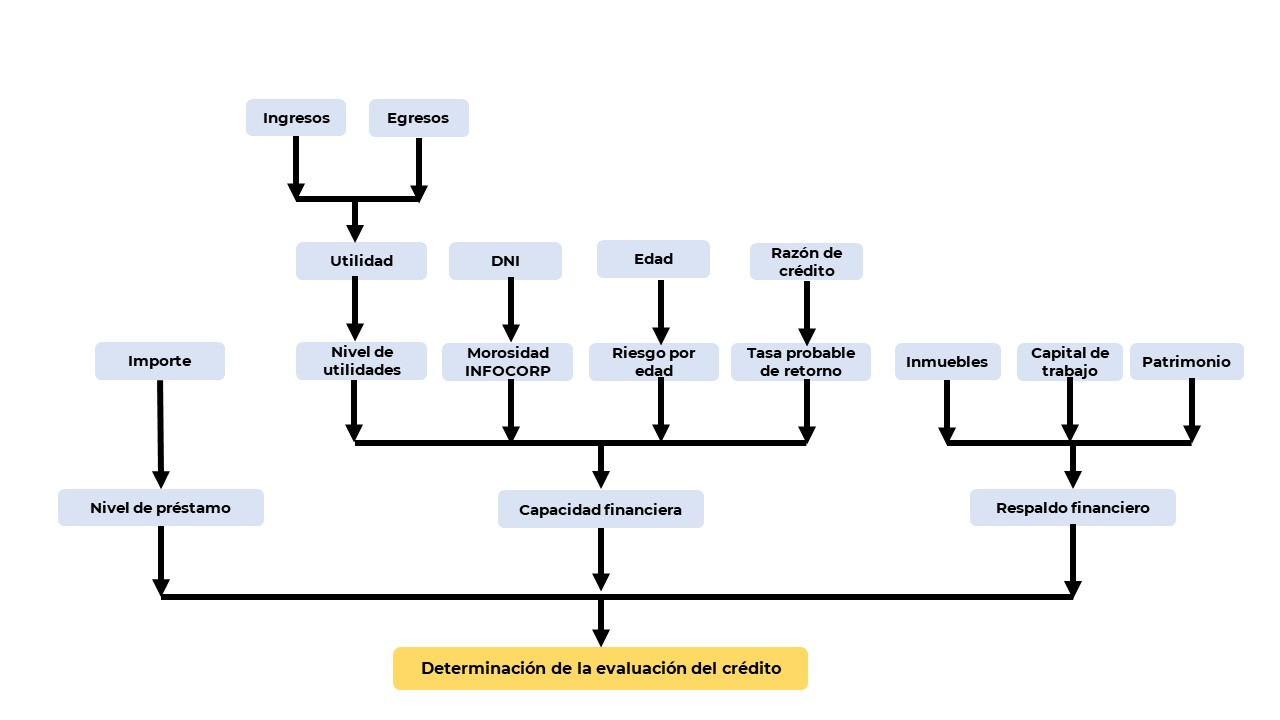 Ingresos
Egresos
Utilidad
DNI
Edad
Razón de
crédito
Importe
Nivel de
utilidades
Morosidad
INFOCORP
Riesgo por
edad
Tasa probable
de retorno
Inmuebles
Capital de
trabajo
Patrimonio
Nivel de préstamo
Capacidad financiera
Respaldo financiero
Determinación de la evaluación del crédito